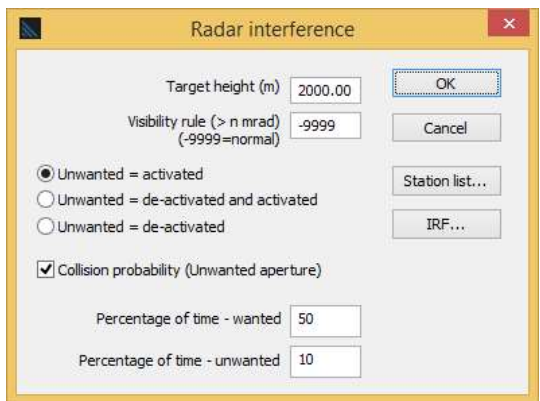 Radar interference
Target height (m) 2000.00 OK
Visibility rule (> n mrad) -9999 Cancel
(-9999=normal)
Unwanted = activated Station list...
Unwanted = de-activated and activated
Unwanted = de-activated IRF...
Collision probability (Unwanted aperture)
Percentage of time - wanted 50
Percentage of time - unwanted 10